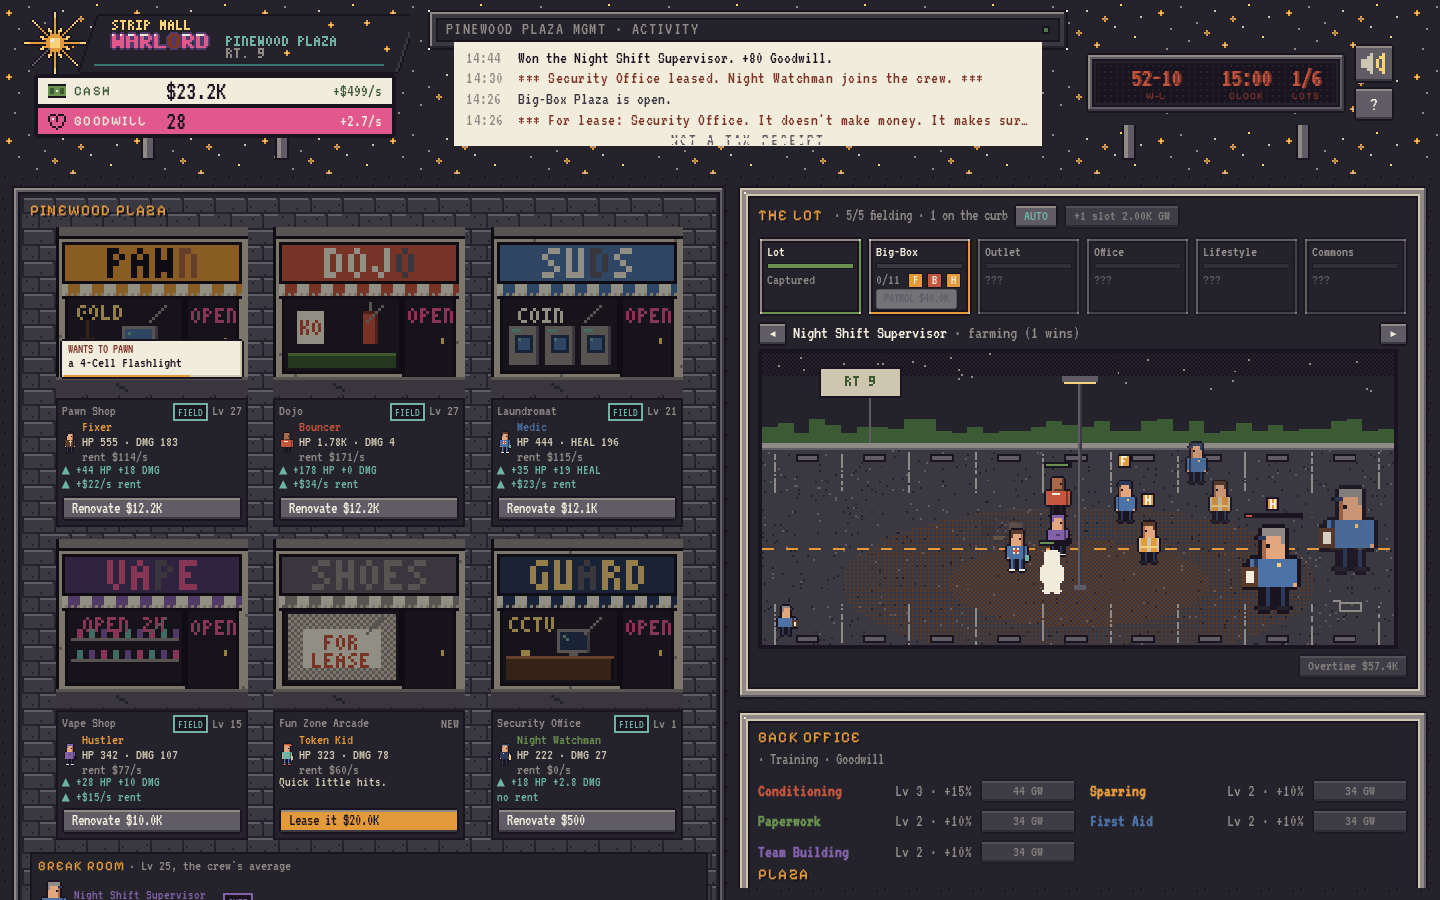 STRIP MALL
WARLORD
PINEWOOD PLAZA
RT. 9
CASH $23.2K +$499/s
GOODWILL 28 +2.7/s
PINEWOOD PLAZA MGMT · ACTIVITY
14:44 Won the Night Shift Supervisor. +80 Goodwill.
14:30 *** Security Office leased. Night Watchman joins the crew. ***
14:26 Big-Box Plaza is open.
14:26 *** For lease: Security Office. It doesn't make money. It makes sur…
NOT A TAX RECEIPT
52-10 15:00 1/6
W-L CLOCK LOTS
?
PINEWOOD PLAZA
PAWN
GOLD
OPEN
WANTS TO PAWN
a 4-Cell Flashlight
Pawn Shop FIELD Lv 27
Fixer
HP 555 · DMG 183
rent $114/s
▲ +44 HP +18 DMG
▲ +$22/s rent
Renovate $12.2K
DOJO
KO
OPEN
Dojo FIELD Lv 27
Bouncer
HP 1.78K · DMG 4
rent $171/s
▲ +178 HP +0 DMG
▲ +$34/s rent
Renovate $12.2K
SUDS
COIN
OPEN
Laundromat FIELD Lv 21
Medic
HP 444 · HEAL 196
rent $115/s
▲ +35 HP +19 HEAL
▲ +$23/s rent
Renovate $12.1K
VAPE
OPEN 24
OPEN
Vape Shop FIELD Lv 15
Hustler
HP 342 · DMG 107
rent $77/s
▲ +28 HP +10 DMG
▲ +$15/s rent
Renovate $10.0K
SHOES
FOR
LEASE
Fun Zone Arcade NEW
Token Kid
HP 323 · DMG 78
rent $60/s
Quick little hits.
Lease it $20.0K
GUARD
CCTV
OPEN
Security Office FIELD Lv 1
Night Watchman
HP 222 · DMG 27
rent $0/s
▲ +18 HP +2.8 DMG
no rent
Renovate $500
BREAK ROOM · Lv 25, the crew's average
Night Shift Supervisor
THE LOT · 5/5 fielding · 1 on the curb AUTO +1 slot 2.00K GW
Lot
Captured
Big-Box
0/11 F B H
PATROL $40.0K
Outlet
???
Office
???
Lifestyle
???
Commons
???
◄ Night Shift Supervisor · farming (1 wins) ►
RT 9
F
H
H
Overtime $57.4K
BACK OFFICE
· Training · Goodwill
Conditioning Lv 3 · +15% 44 GW
Sparring Lv 2 · +10% 34 GW
Paperwork Lv 2 · +10% 34 GW
First Aid Lv 2 · +10% 34 GW
Team Building Lv 2 · +10% 34 GW
PLAZA